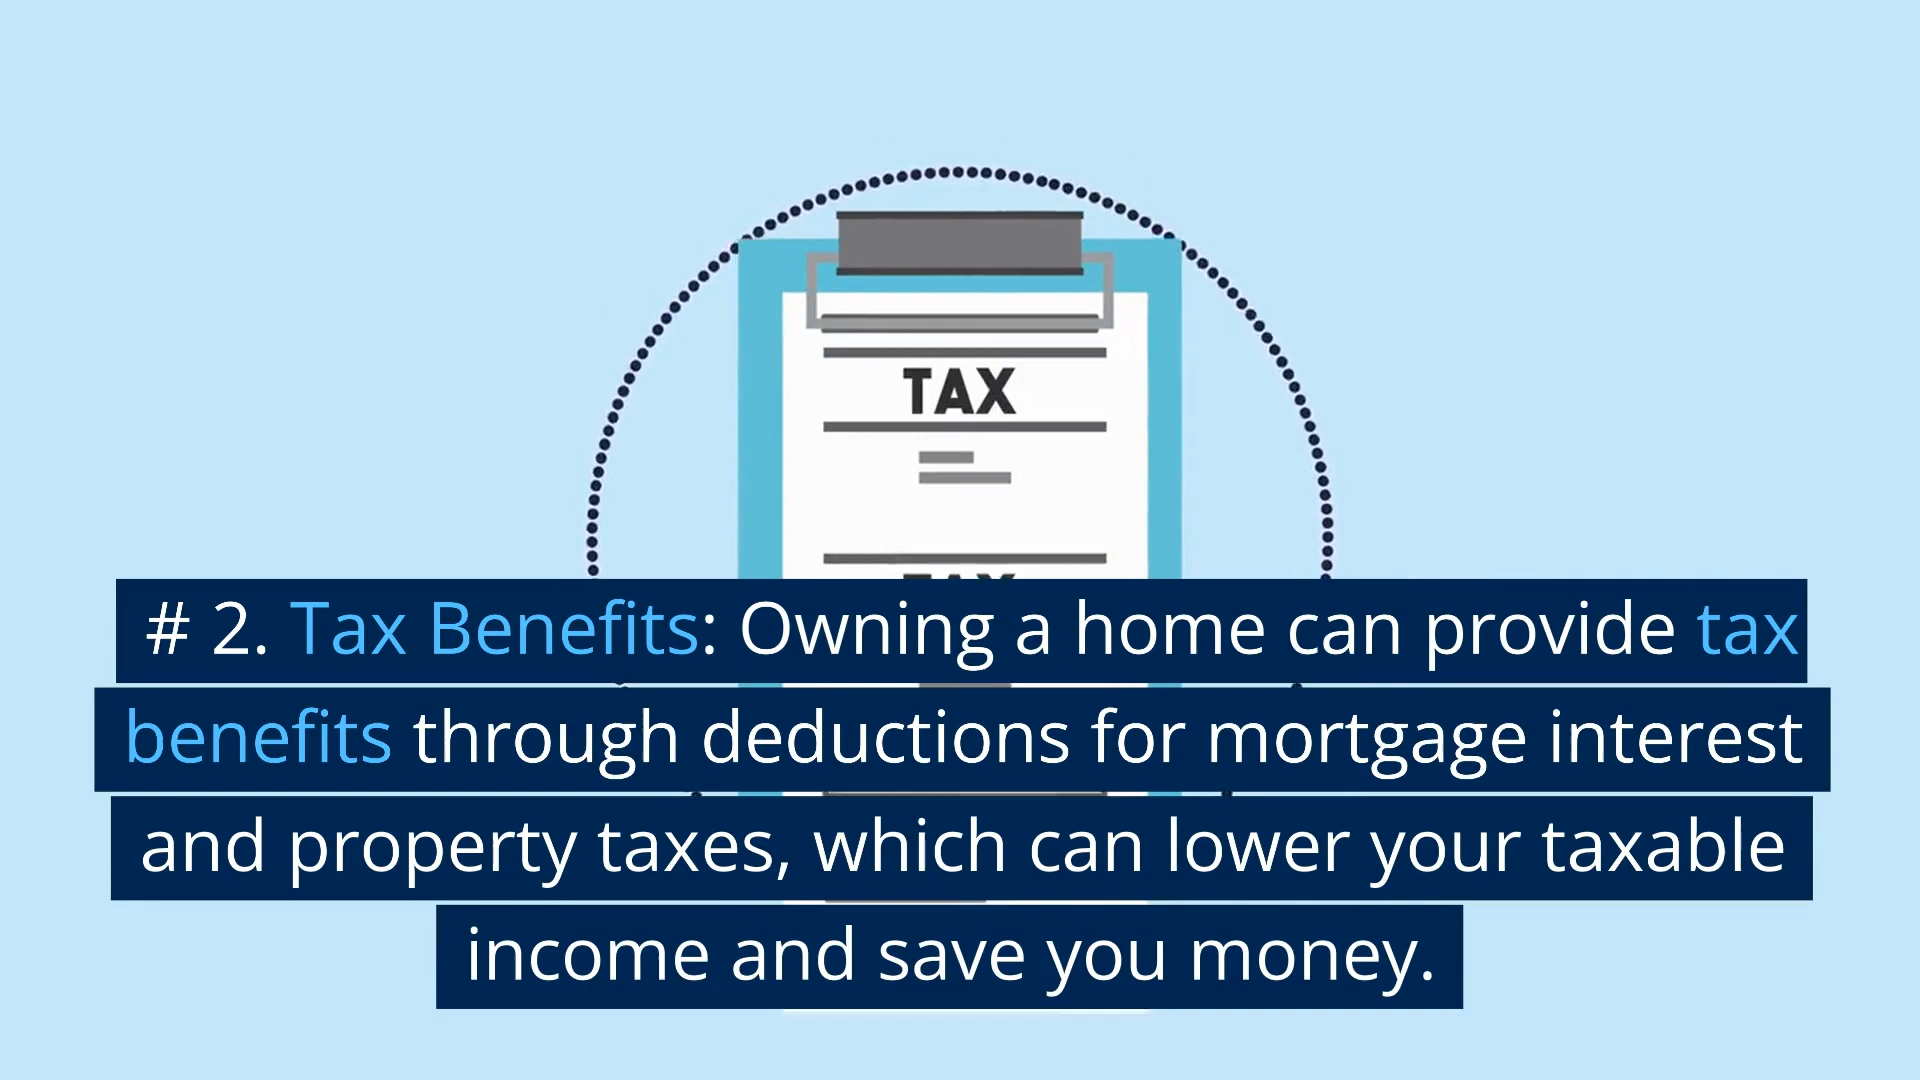 TAX
# 2. Tax Benefits: Owning a home can provide tax
benefits through deductions for mortgage interest
and property taxes, which can lower your taxable
income and save you money.